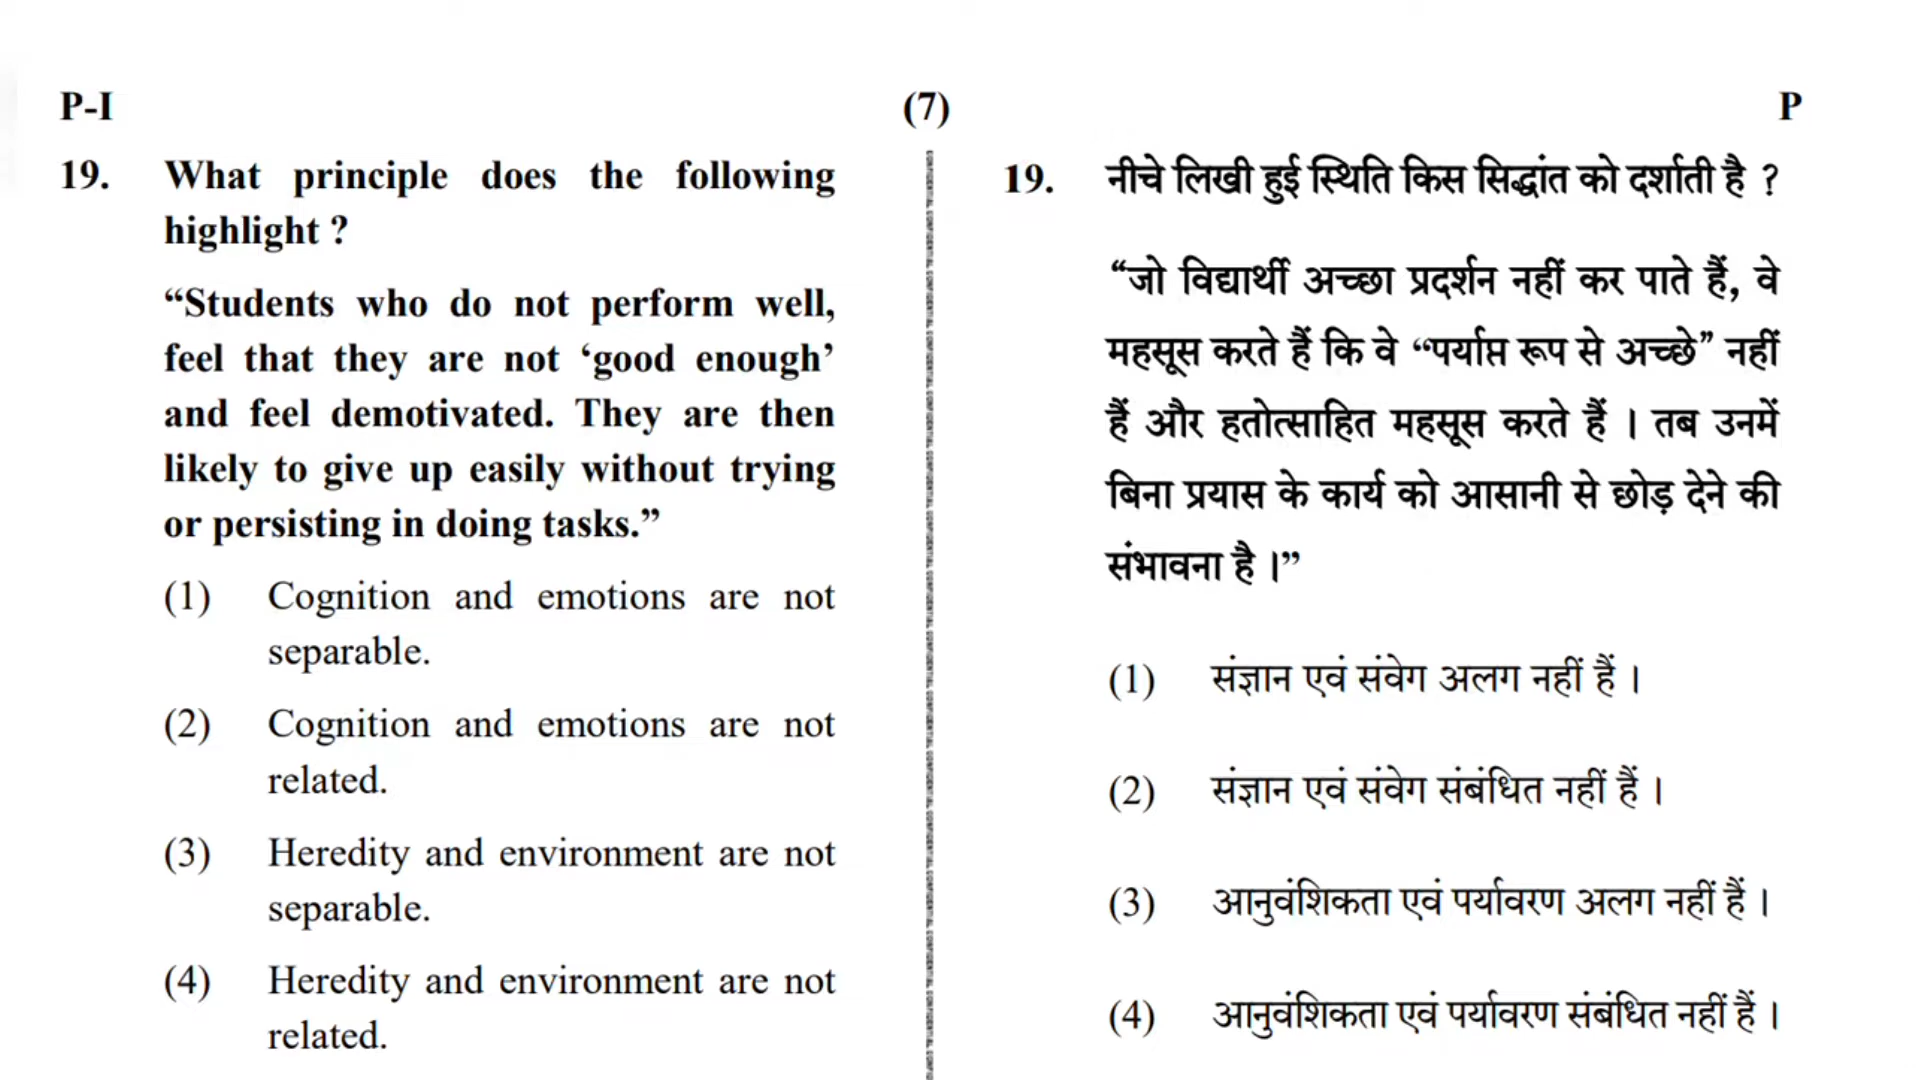 P-I
(7)
P
19. What principle does the following
highlight ?
“Students who do not perform well,
feel that they are not ‘good enough’
and feel demotivated. They are then
likely to give up easily without trying
or persisting in doing tasks.”
(1) Cognition and emotions are not
separable.
(2) Cognition and emotions are not
related.
(3) Heredity and environment are not
separable.
(4) Heredity and environment are not
related.
19. नीचे लिखी हुई स्थिति किस सिद्धांत को दर्शाती है ?
“जो विद्यार्थी अच्छा प्रदर्शन नहीं कर पाते हैं, वे
महसूस करते हैं कि वे “पर्याप्त रूप से अच्छे” नहीं
हैं और हतोत्साहित महसूस करते हैं । तब उनमें
बिना प्रयास के कार्य को आसानी से छोड़ देने की
संभावना है ।”
(1) संज्ञान एवं संवेग अलग नहीं हैं ।
(2) संज्ञान एवं संवेग संबंधित नहीं हैं ।
(3) आनुवंशिकता एवं पर्यावरण अलग नहीं हैं ।
(4) आनुवंशिकता एवं पर्यावरण संबंधित नहीं हैं ।